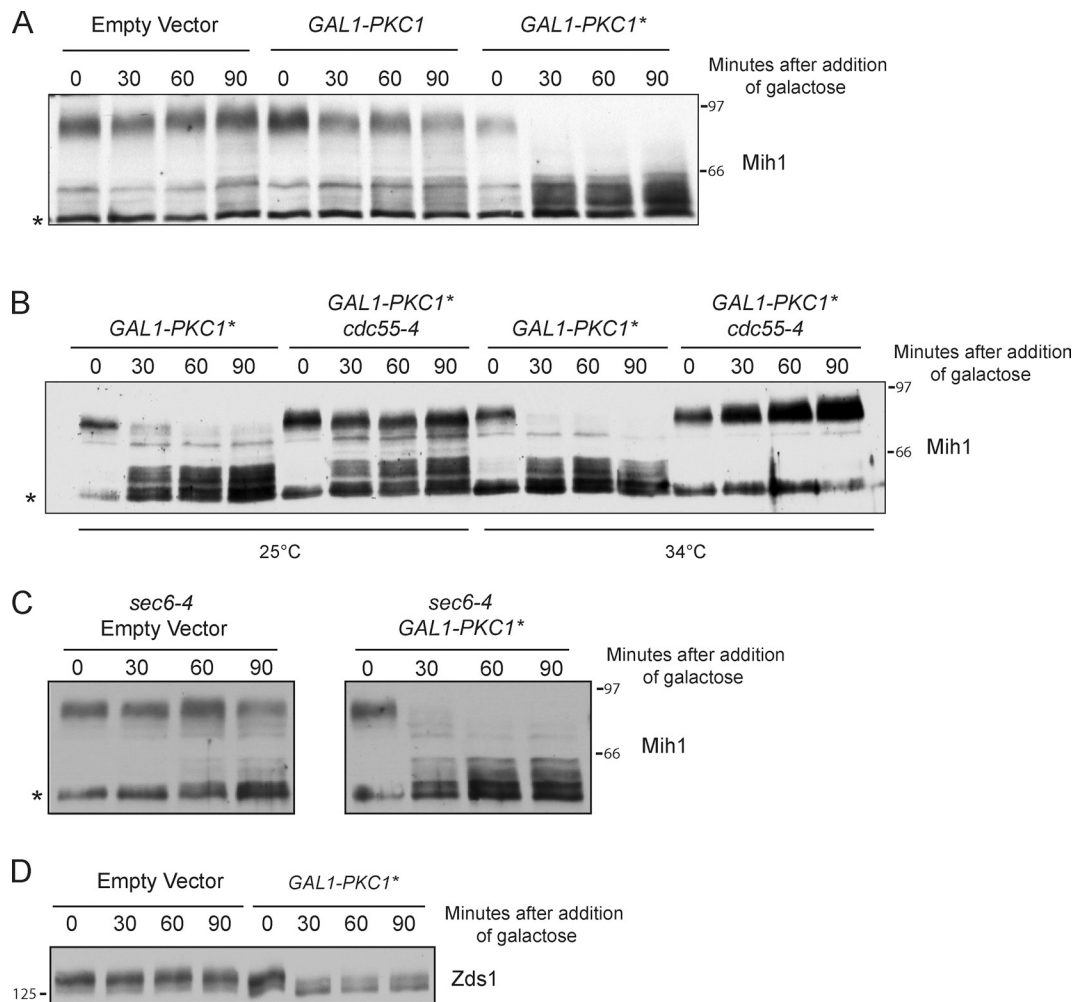 A
Empty Vector GAL1-PKC1 GAL1-PKC1*
0 30 60 90 0 30 60 90 0 30 60 90 Minutes after addition
of galactose
97
66
Mih1
*
B
GAL1-PKC1* GAL1-PKC1* GAL1-PKC1* GAL1-PKC1*
cdc55-4 cdc55-4
0 30 60 90 0 30 60 90 0 30 60 90 0 30 60 90 Minutes after addition
of galactose
97
66
Mih1
*
25°C 34°C
C
sec6-4 sec6-4
Empty Vector GAL1-PKC1*
0 30 60 90 0 30 60 90 Minutes after addition
of galactose
97
66
Mih1
*
D
Empty Vector GAL1-PKC1*
0 30 60 90 0 30 60 90 Minutes after addition
of galactose
Zds1
125